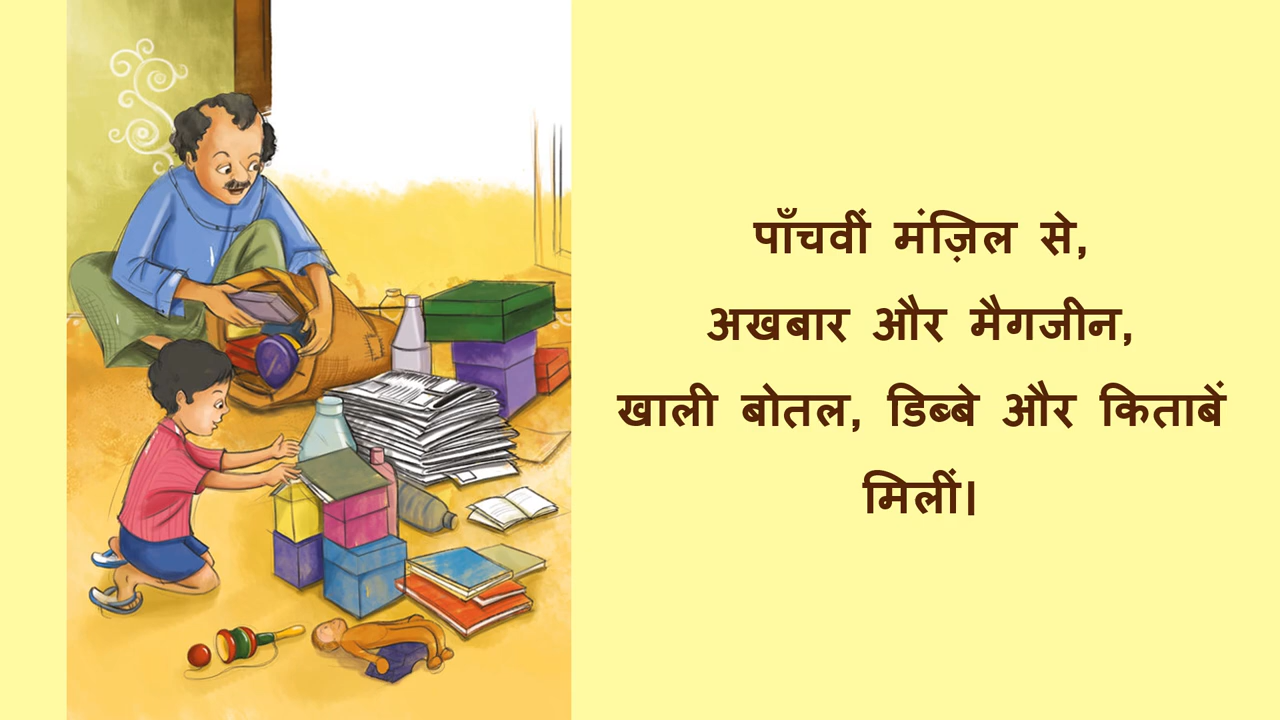 पाँचवीं मंज़िल से,
अखबार और मैगजीन,
खाली बोतल, डिब्बे और किताबें
मिलीं।